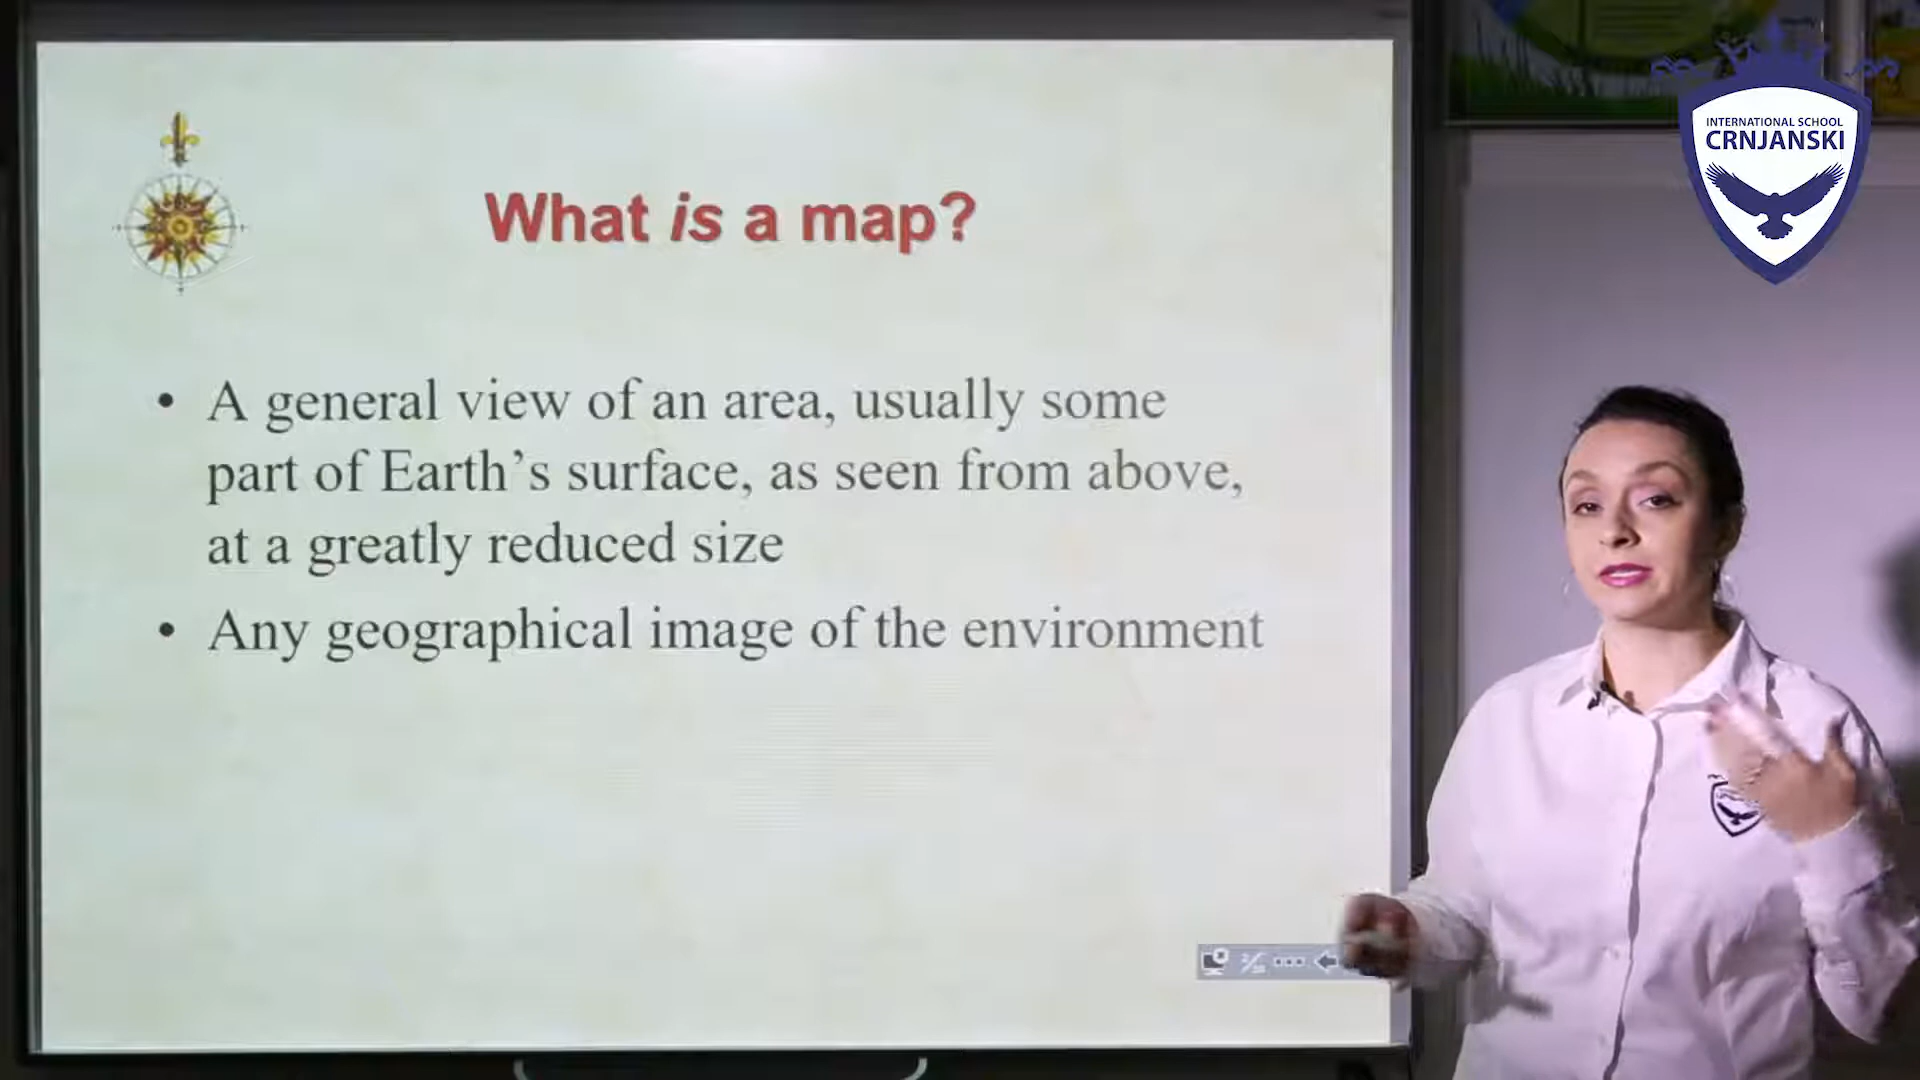 INTERNATIONAL SCHOOL
CRNJANSKI
What is a map?
• A general view of an area, usually some
part of Earth’s surface, as seen from above,
at a greatly reduced size
• Any geographical image of the environment